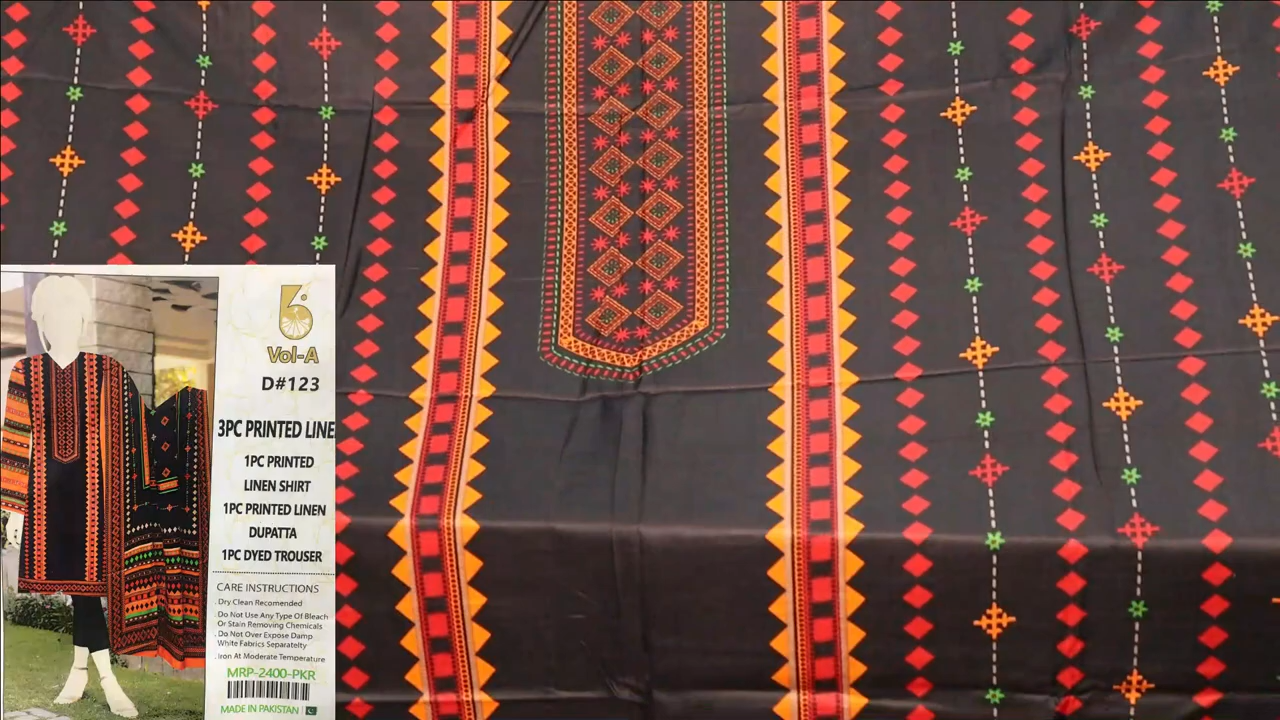 Vol-A
D#123
3PC PRINTED LINE
1PC PRINTED
LINEN SHIRT
1PC PRINTED LINEN
DUPATTA
1PC DYED TROUSER
CARE INSTRUCTIONS
. Dry Clean Recomended
. Do Not Use Any Type Of Bleach
Or Stain Removing Chemicals
. Do Not Over Expose Damp
White Fabrics Separatelty
. Iron At Moderate Temperature
MRP-2400-PKR
MADE IN PAKISTAN